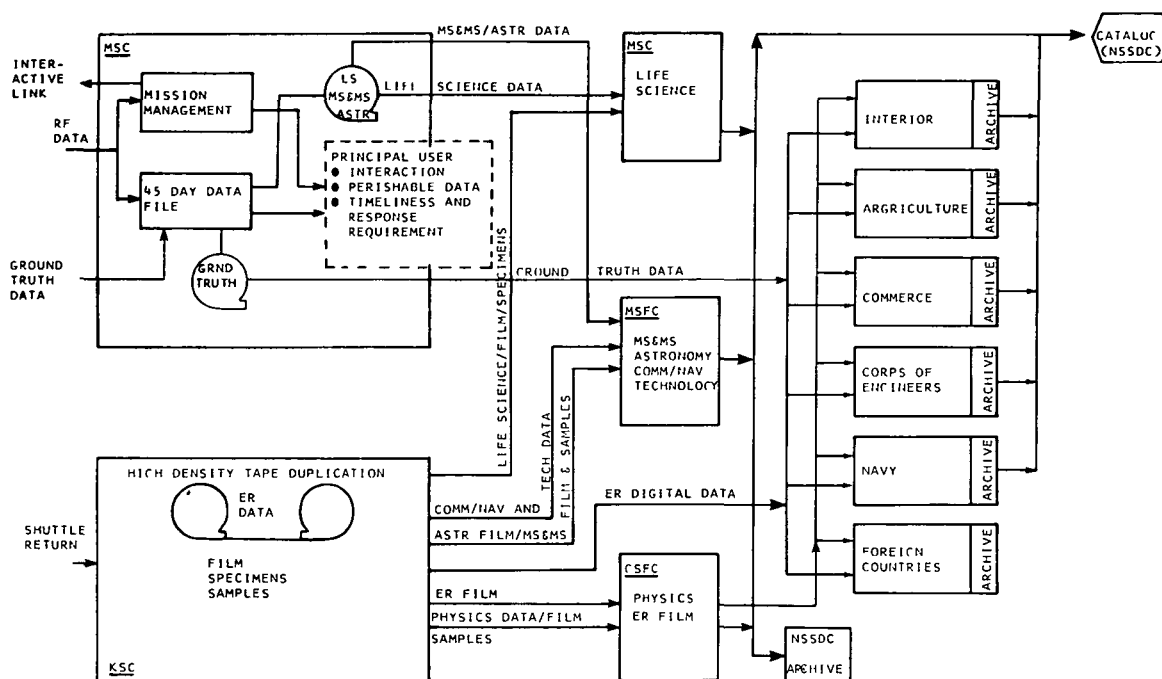 MSC
INTER-
ACTIVE
LINK
RF
DATA
GROUND
TRUTH
DATA
MISSION
MANAGEMENT
45 DAY DATA
FILE
LS
MS&MS
ASTR
GRND
TRUTH
PRINCIPAL USER
● INTERACTION
● PERISHABLE DATA
● TIMELINESS AND
RESPONSE
REQUIREMENT
MS&MS/ASTR DATA
LIFE SCIENCE DATA
GROUND TRUTH DATA
MSC
LIFE
SCIENCE
MSFC
MS&MS
ASTRONOMY
COMM/NAV
TECHNOLOGY
LIFE SCIENCE/FILM/SPECIMENS
TECH DATA
FILM & SAMPLES
HIGH DENSITY TAPE DUPLICATION
ER
DATA
FILM
SPECIMENS
SAMPLES
KSC
SHUTTLE
RETURN
COMM/NAV AND
ASTR FILM/MS&MS
ER DIGITAL DATA
ER FILM
PHYSICS DATA/FILM
SAMPLES
GSFC
PHYSICS
ER FILM
NSSDC
ARCHIVE
CATALOG
(NSSDC)
INTERIOR
ARCHIVE
ARGRICULTURE
ARCHIVE
COMMERCE
ARCHIVE
CORPS OF
ENGINEERS
ARCHIVE
NAVY
ARCHIVE
FOREIGN
COUNTRIES
ARCHIVE